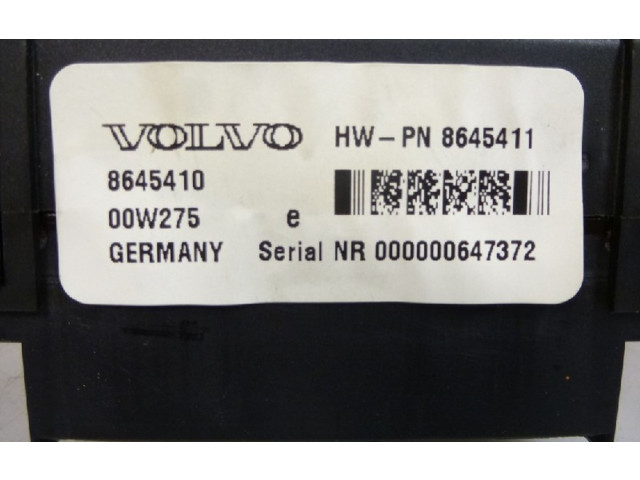 VOLVO HW-PN 8645411
8645410
00W275 e
GERMANY Serial NR 000000647372